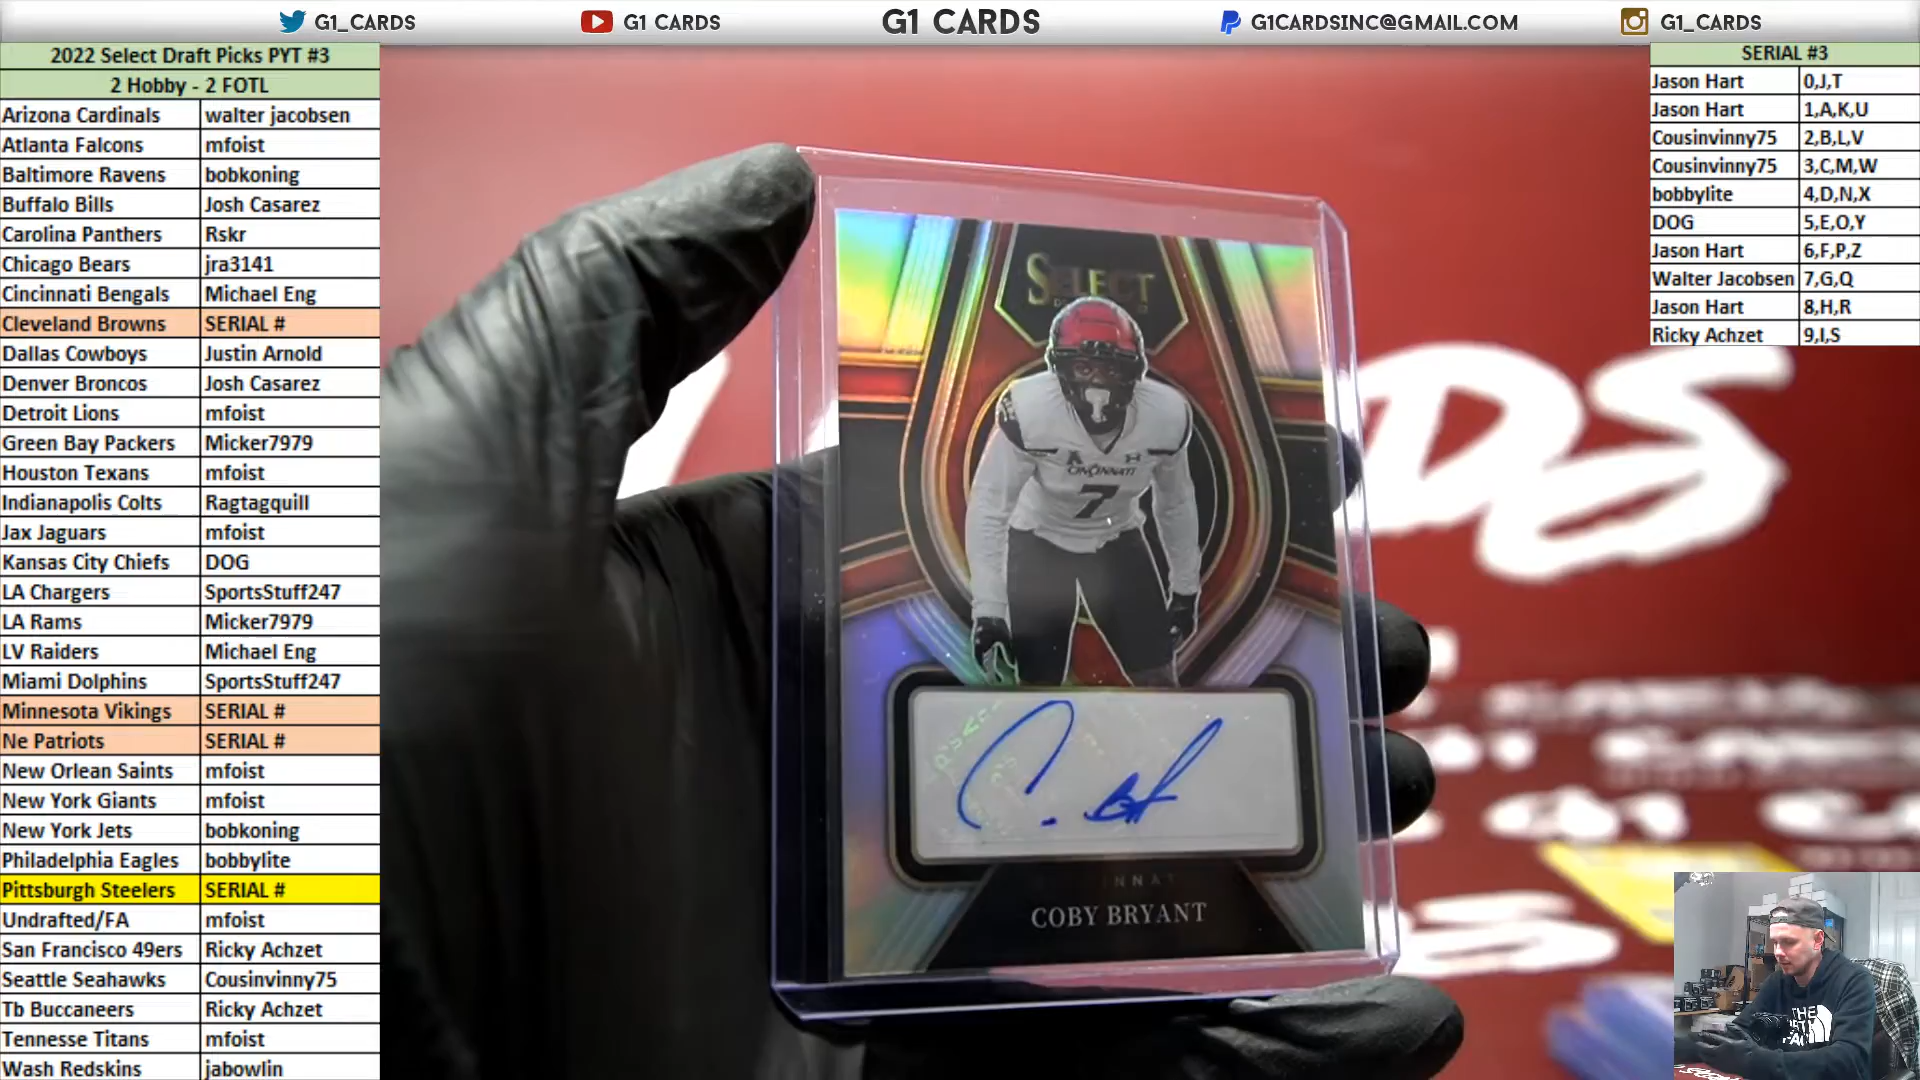 G1_CARDS
G1 CARDS
G1 CARDS
G1CARDSINC@GMAIL.COM
G1_CARDS
2022 Select Draft Picks PYT #3
2 Hobby - 2 FOTL
Arizona Cardinals walter jacobsen
Atlanta Falcons mfoist
Baltimore Ravens bobkoning
Buffalo Bills Josh Casarez
Carolina Panthers Rskr
Chicago Bears jra3141
Cincinnati Bengals Michael Eng
Cleveland Browns SERIAL #
Dallas Cowboys Justin Arnold
Denver Broncos Josh Casarez
Detroit Lions mfoist
Green Bay Packers Micker7979
Houston Texans mfoist
Indianapolis Colts Ragtagquill
Jax Jaguars mfoist
Kansas City Chiefs DOG
LA Chargers SportsStuff247
LA Rams Micker7979
LV Raiders Michael Eng
Miami Dolphins SportsStuff247
Minnesota Vikings SERIAL #
Ne Patriots SERIAL #
New Orlean Saints mfoist
New York Giants mfoist
New York Jets bobkoning
Philadelphia Eagles bobbylite
Pittsburgh Steelers SERIAL #
Undrafted/FA mfoist
San Francisco 49ers Ricky Achzet
Seattle Seahawks Cousinvinny75
Tb Buccaneers Ricky Achzet
Tennesse Titans mfoist
Wash Redskins jabowlin
SERIAL #3
Jason Hart 0,J,T
Jason Hart 1,A,K,U
Cousinvinny75 2,B,L,V
Cousinvinny75 3,C,M,W
bobbylite 4,D,N,X
DOG 5,E,O,Y
Jason Hart 6,F,P,Z
Walter Jacobsen 7,G,Q
Jason Hart 8,H,R
Ricky Achzet 9,I,S
SELECT
CINCINNATI
7
COBY BRYANT
THE